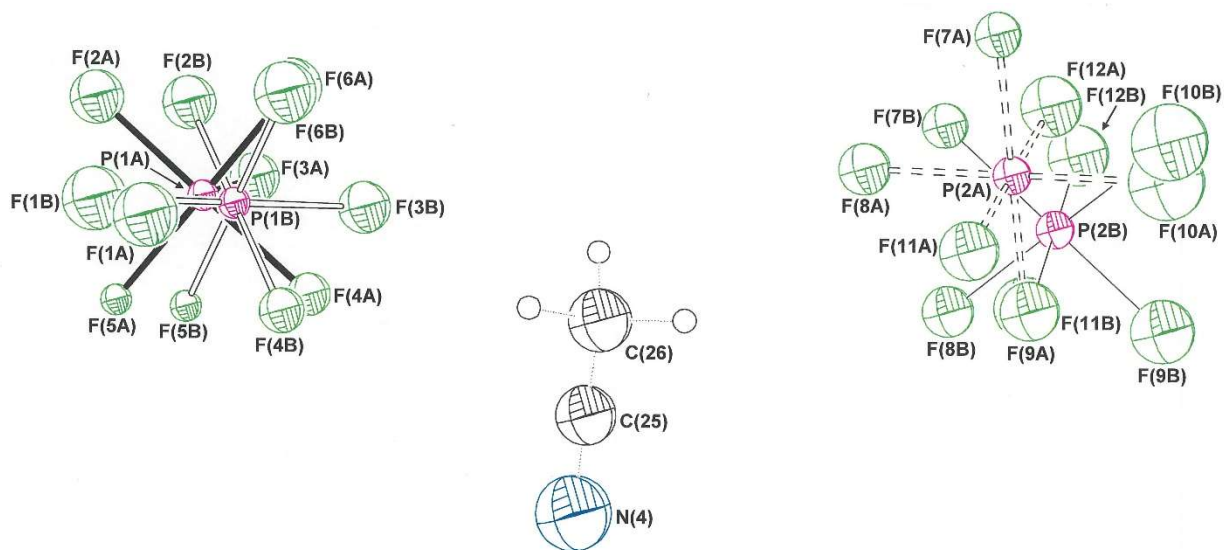 F(2A)
F(2B)
F(6A)
F(6B)
P(1A)
F(3A)
F(1B)
P(1B)
F(3B)
F(1A)
F(5A)
F(5B)
F(4B)
F(4A)
C(26)
C(25)
N(4)
F(7A)
F(12A)
F(12B)
F(10B)
F(7B)
F(8A)
P(2A)
F(10A)
F(11A)
P(2B)
F(8B)
F(9A)
F(11B)
F(9B)